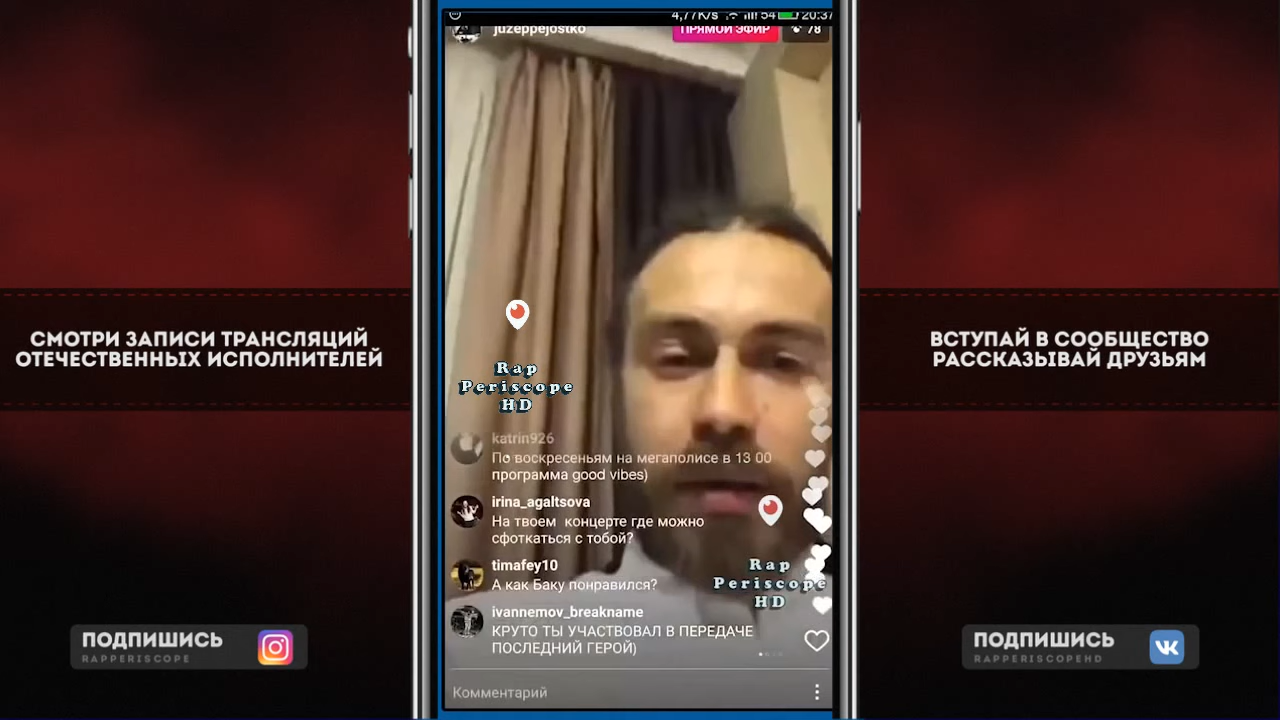 4,77K/s 54 20:37
juzeppejostko
ПРЯМОЙ ЭФИР
78
СМОТРИ ЗАПИСИ ТРАНСЛЯЦИЙ
ОТЕЧЕСТВЕННЫХ ИСПОЛНИТЕЛЕЙ
ВСТУПАЙ В СООБЩЕСТВО
РАССКАЗЫВАЙ ДРУЗЬЯМ
Rap
Periscope
HD
katrin926
По воскресеньям на мегаполисе в 13 00
программа good vibes)
irina_agaltsova
На твоем концерте где можно
сфоткаться с тобой?
timafey10
А как Баку понравился?
ivannemov_breakname
КРУТО ТЫ УЧАСТВОВАЛ В ПЕРЕДАЧЕ
ПОСЛЕДНИЙ ГЕРОЙ)
Rap
Periscope
HD
Комментарий
ПОДПИШИСЬ
RAPPERISCOPE
ПОДПИШИСЬ
RAPPERISCOPEHD